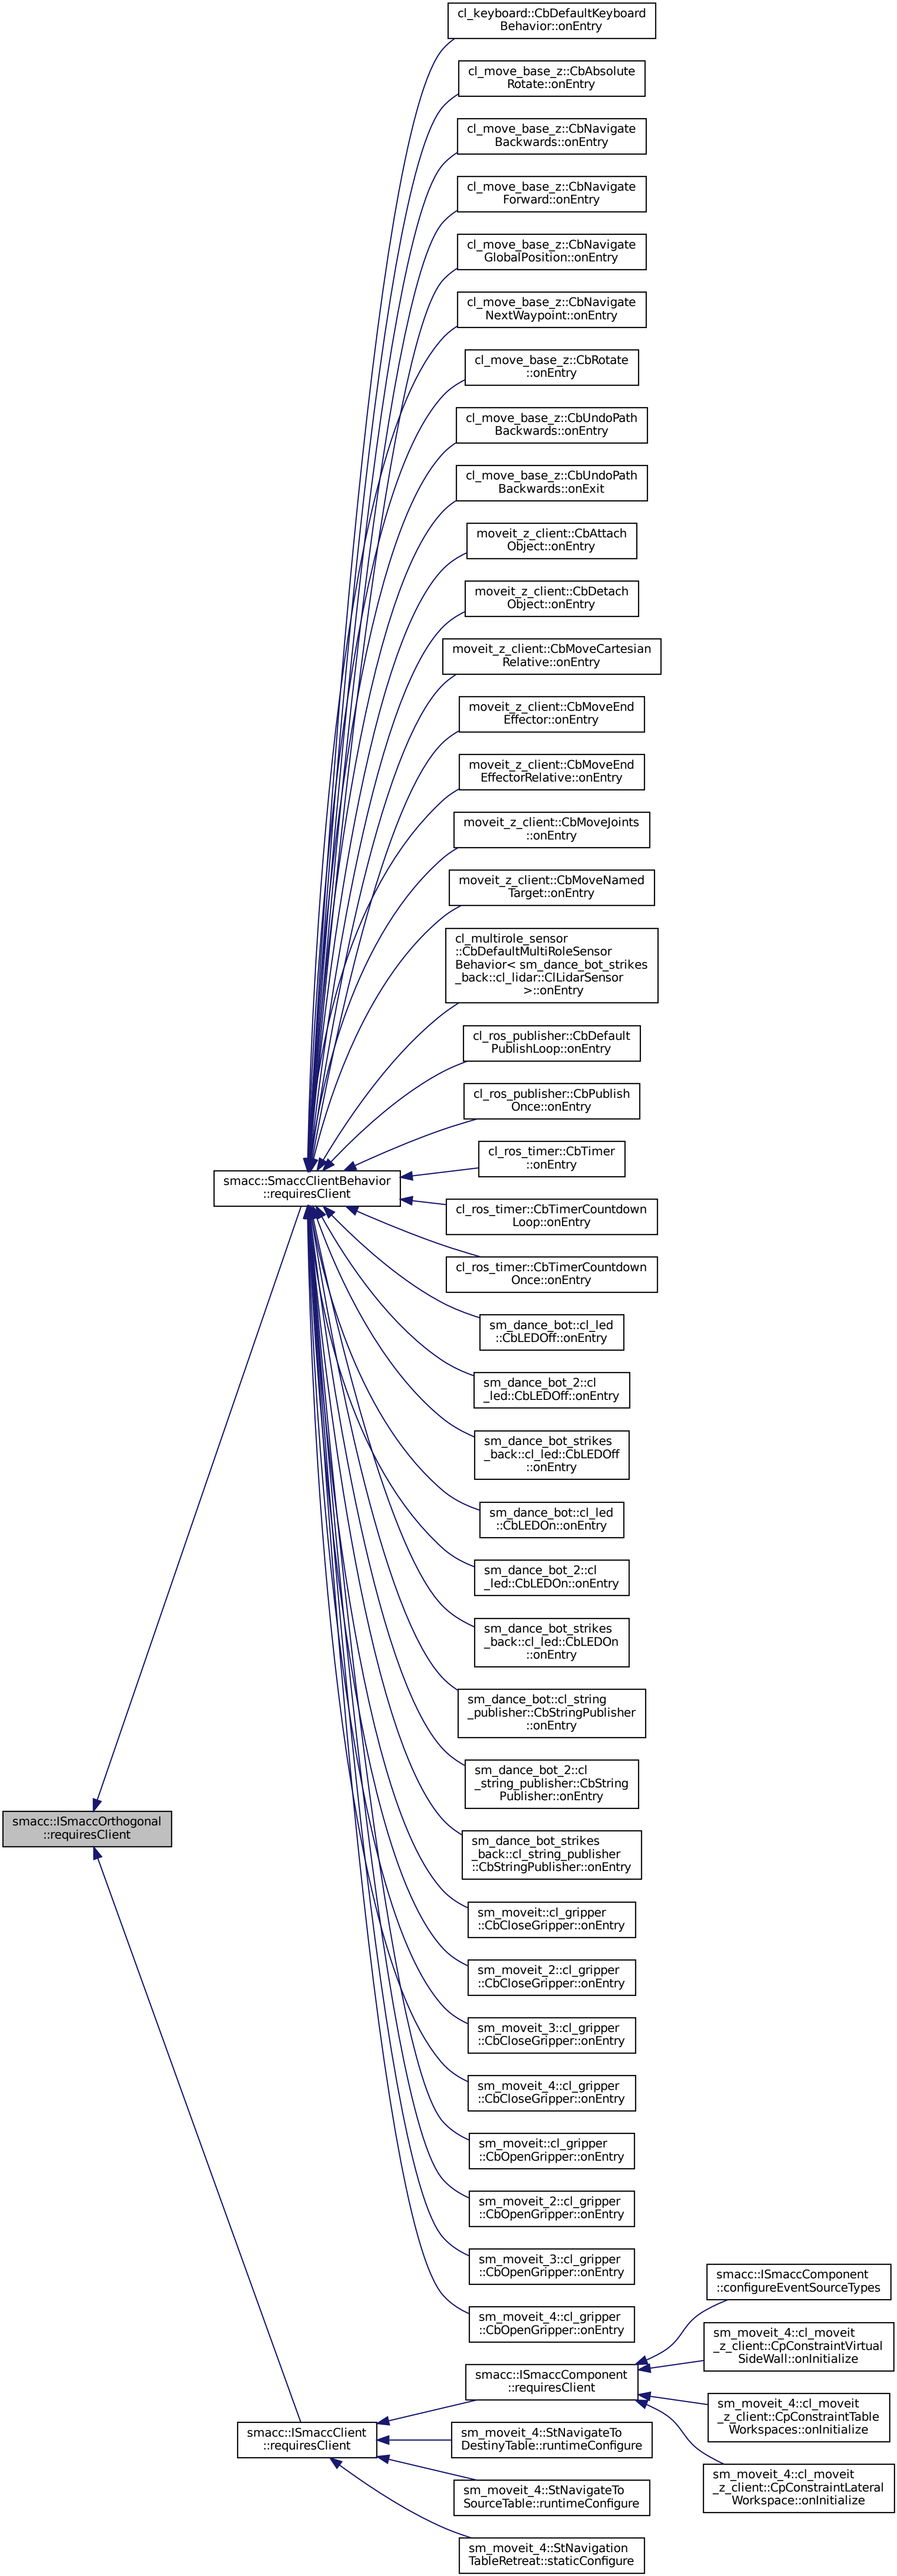 cl_keyboard::CbDefaultKeyboard
Behavior::onEntry
cl_move_base_z::CbAbsolute
Rotate::onEntry
cl_move_base_z::CbNavigate
Backwards::onEntry
cl_move_base_z::CbNavigate
Forward::onEntry
cl_move_base_z::CbNavigate
GlobalPosition::onEntry
cl_move_base_z::CbNavigate
NextWaypoint::onEntry
cl_move_base_z::CbRotate
::onEntry
cl_move_base_z::CbUndoPath
Backwards::onEntry
cl_move_base_z::CbUndoPath
Backwards::onExit
moveit_z_client::CbAttach
Object::onEntry
moveit_z_client::CbDetach
Object::onEntry
moveit_z_client::CbMoveCartesian
Relative::onEntry
moveit_z_client::CbMoveEnd
Effector::onEntry
moveit_z_client::CbMoveEnd
EffectorRelative::onEntry
moveit_z_client::CbMoveJoints
::onEntry
moveit_z_client::CbMoveNamed
Target::onEntry
cl_multirole_sensor
::CbDefaultMultiRoleSensor
Behavior< sm_dance_bot_strikes
_back::cl_lidar::ClLidarSensor
>::onEntry
cl_ros_publisher::CbDefault
PublishLoop::onEntry
cl_ros_publisher::CbPublish
Once::onEntry
cl_ros_timer::CbTimer
::onEntry
smacc::SmaccClientBehavior
::requiresClient
cl_ros_timer::CbTimerCountdown
Loop::onEntry
cl_ros_timer::CbTimerCountdown
Once::onEntry
sm_dance_bot::cl_led
::CbLEDOff::onEntry
sm_dance_bot_2::cl
_led::CbLEDOff::onEntry
sm_dance_bot_strikes
_back::cl_led::CbLEDOff
::onEntry
sm_dance_bot::cl_led
::CbLEDOn::onEntry
sm_dance_bot_2::cl
_led::CbLEDOn::onEntry
sm_dance_bot_strikes
_back::cl_led::CbLEDOn
::onEntry
sm_dance_bot::cl_string
_publisher::CbStringPublisher
::onEntry
sm_dance_bot_2::cl
_string_publisher::CbString
Publisher::onEntry
smacc::ISmaccOrthogonal
::requiresClient
sm_dance_bot_strikes
_back::cl_string_publisher
::CbStringPublisher::onEntry
sm_moveit::cl_gripper
::CbCloseGripper::onEntry
sm_moveit_2::cl_gripper
::CbCloseGripper::onEntry
sm_moveit_3::cl_gripper
::CbCloseGripper::onEntry
sm_moveit_4::cl_gripper
::CbCloseGripper::onEntry
sm_moveit::cl_gripper
::CbOpenGripper::onEntry
sm_moveit_2::cl_gripper
::CbOpenGripper::onEntry
sm_moveit_3::cl_gripper
::CbOpenGripper::onEntry
sm_moveit_4::cl_gripper
::CbOpenGripper::onEntry
smacc::ISmaccComponent
::configureEventSourceTypes
sm_moveit_4::cl_moveit
_z_client::CpConstraintVirtual
SideWall::onInitialize
smacc::ISmaccComponent
::requiresClient
sm_moveit_4::cl_moveit
_z_client::CpConstraintTable
Workspaces::onInitialize
smacc::ISmaccClient
::requiresClient
sm_moveit_4::StNavigateTo
DestinyTable::runtimeConfigure
sm_moveit_4::cl_moveit
_z_client::CpConstraintLateral
Workspace::onInitialize
sm_moveit_4::StNavigateTo
SourceTable::runtimeConfigure
sm_moveit_4::StNavigation
TableRetreat::staticConfigure